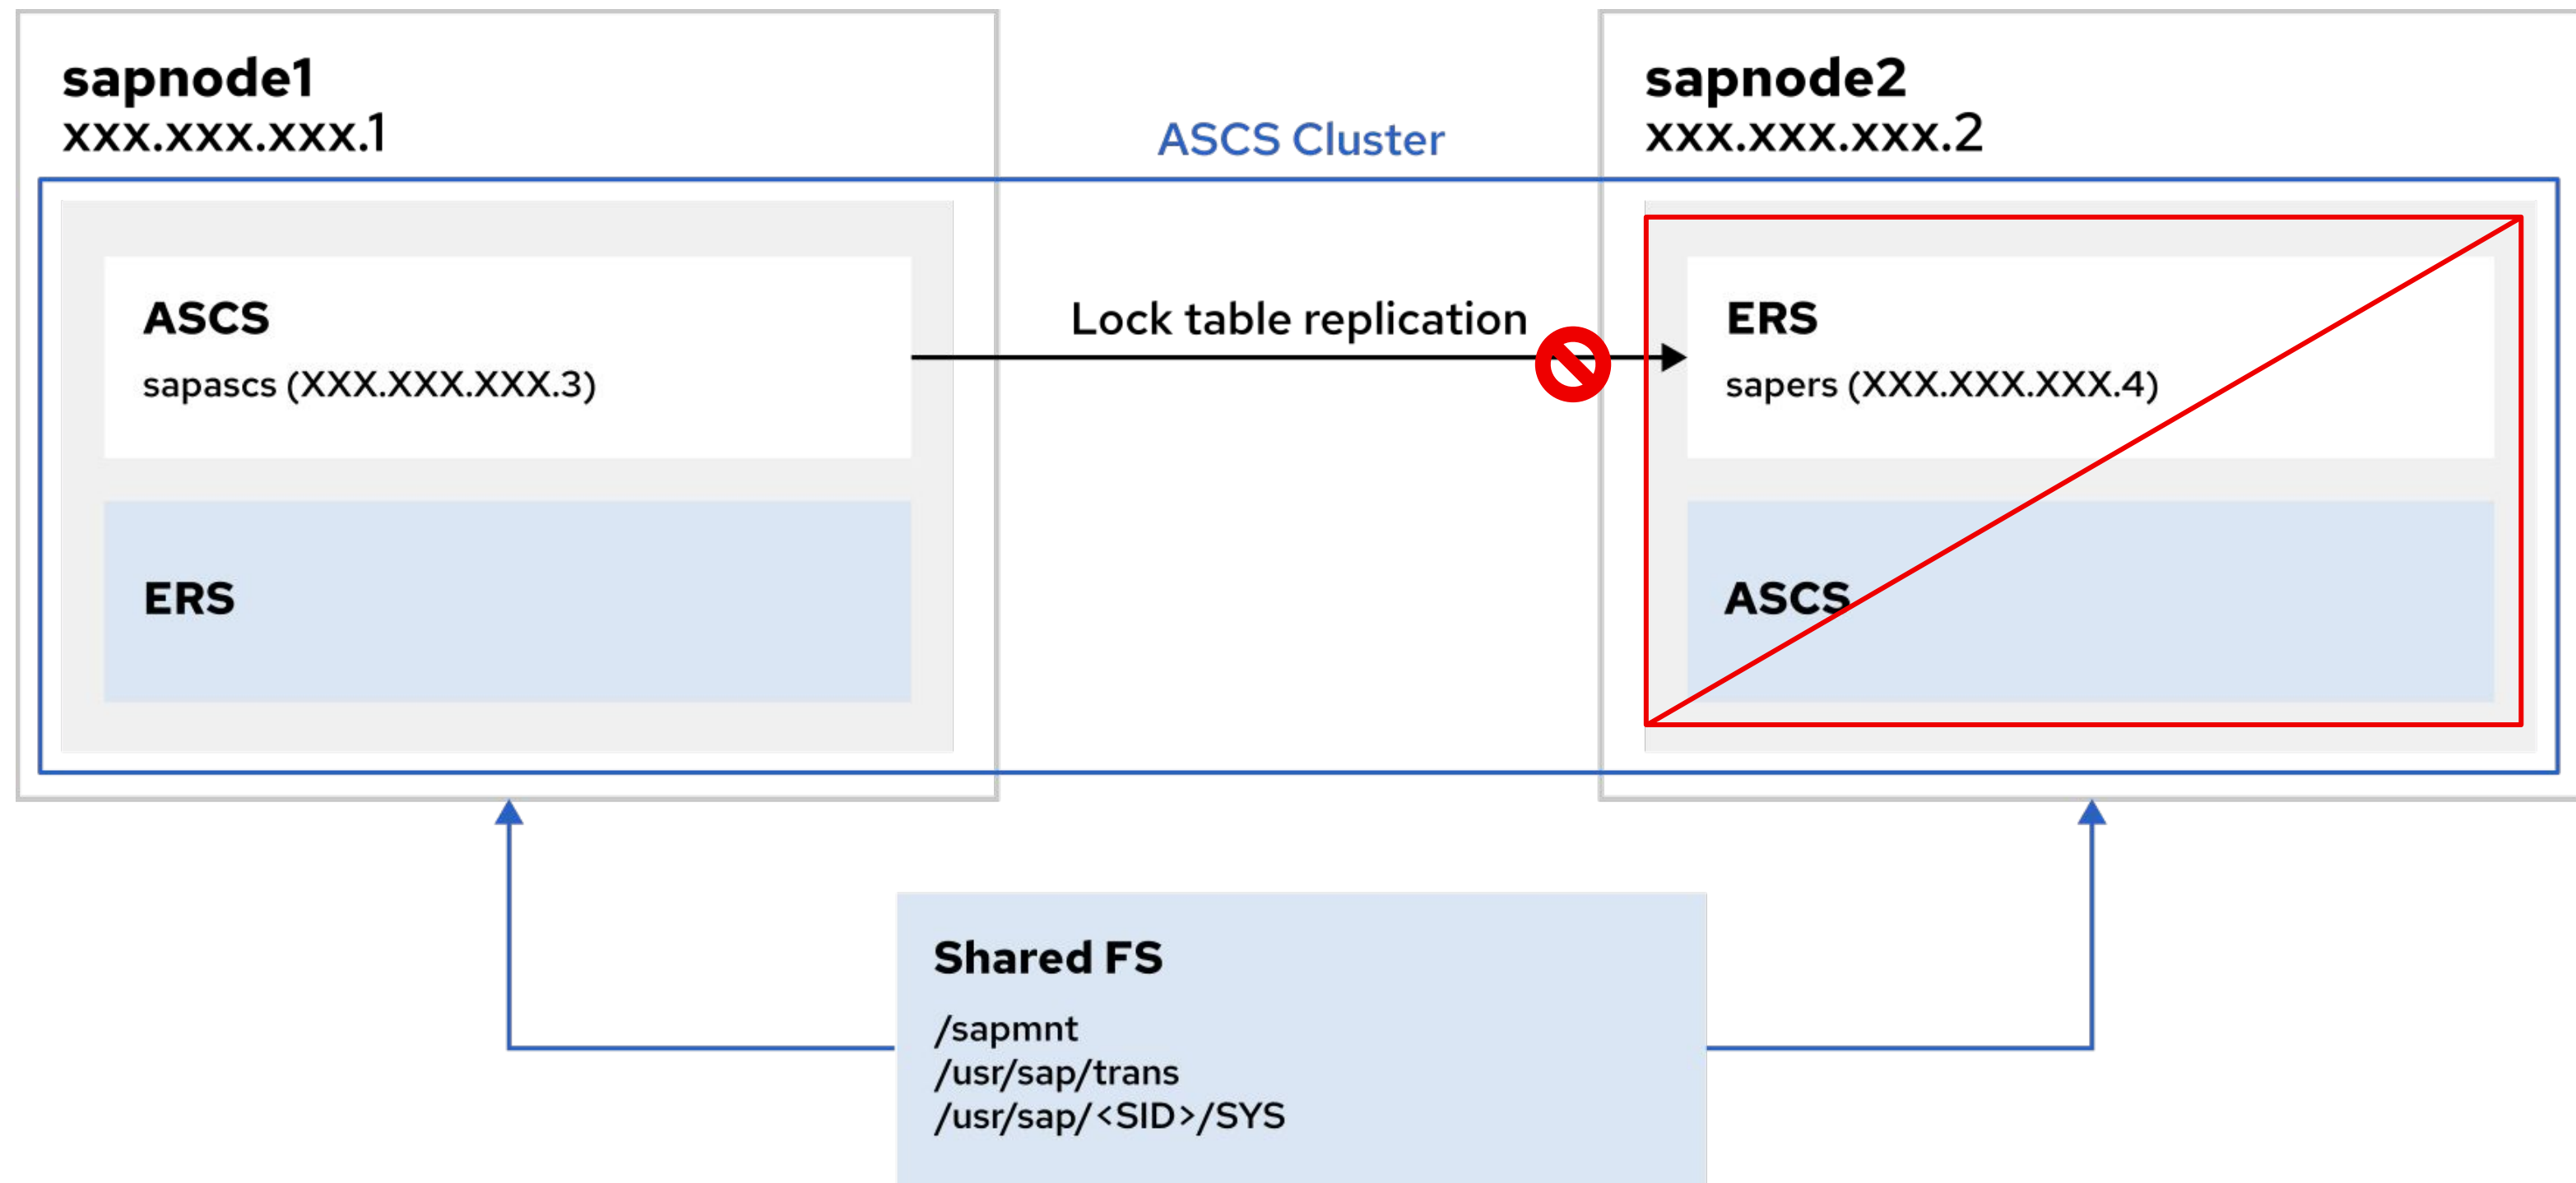 sapnode1
xxx.xxx.xxx.1
ASCS Cluster
sapnode2
xxx.xxx.xxx.2
ASCS
sapascs (XXX.XXX.XXX.3)
Lock table replication
ERS
sapers (XXX.XXX.XXX.4)
ERS
ASCS
Shared FS
/sapmnt
/usr/sap/trans
/usr/sap/<SID>/SYS